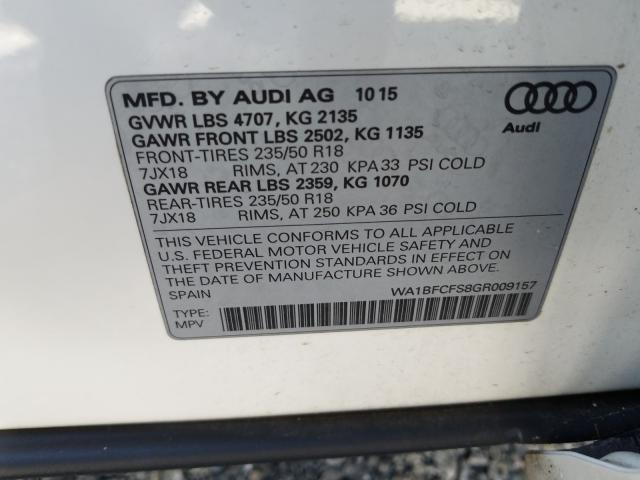 MFD. BY AUDI AG 10 15
GVWR LBS 4707, KG 2135
GAWR FRONT LBS 2502, KG 1135
FRONT-TIRES 235/50 R18
7JX18 RIMS, AT 230 KPA 33 PSI COLD
GAWR REAR LBS 2359, KG 1070
REAR-TIRES 235/50 R18
7JX18 RIMS, AT 250 KPA 36 PSI COLD
Audi
THIS VEHICLE CONFORMS TO ALL APPLICABLE
U.S. FEDERAL MOTOR VEHICLE SAFETY AND
THEFT PREVENTION STANDARDS IN EFFECT ON
THE DATE OF MANUFACTURE SHOWN ABOVE.
SPAIN WA1BFCFS8GR009157
TYPE:
MPV